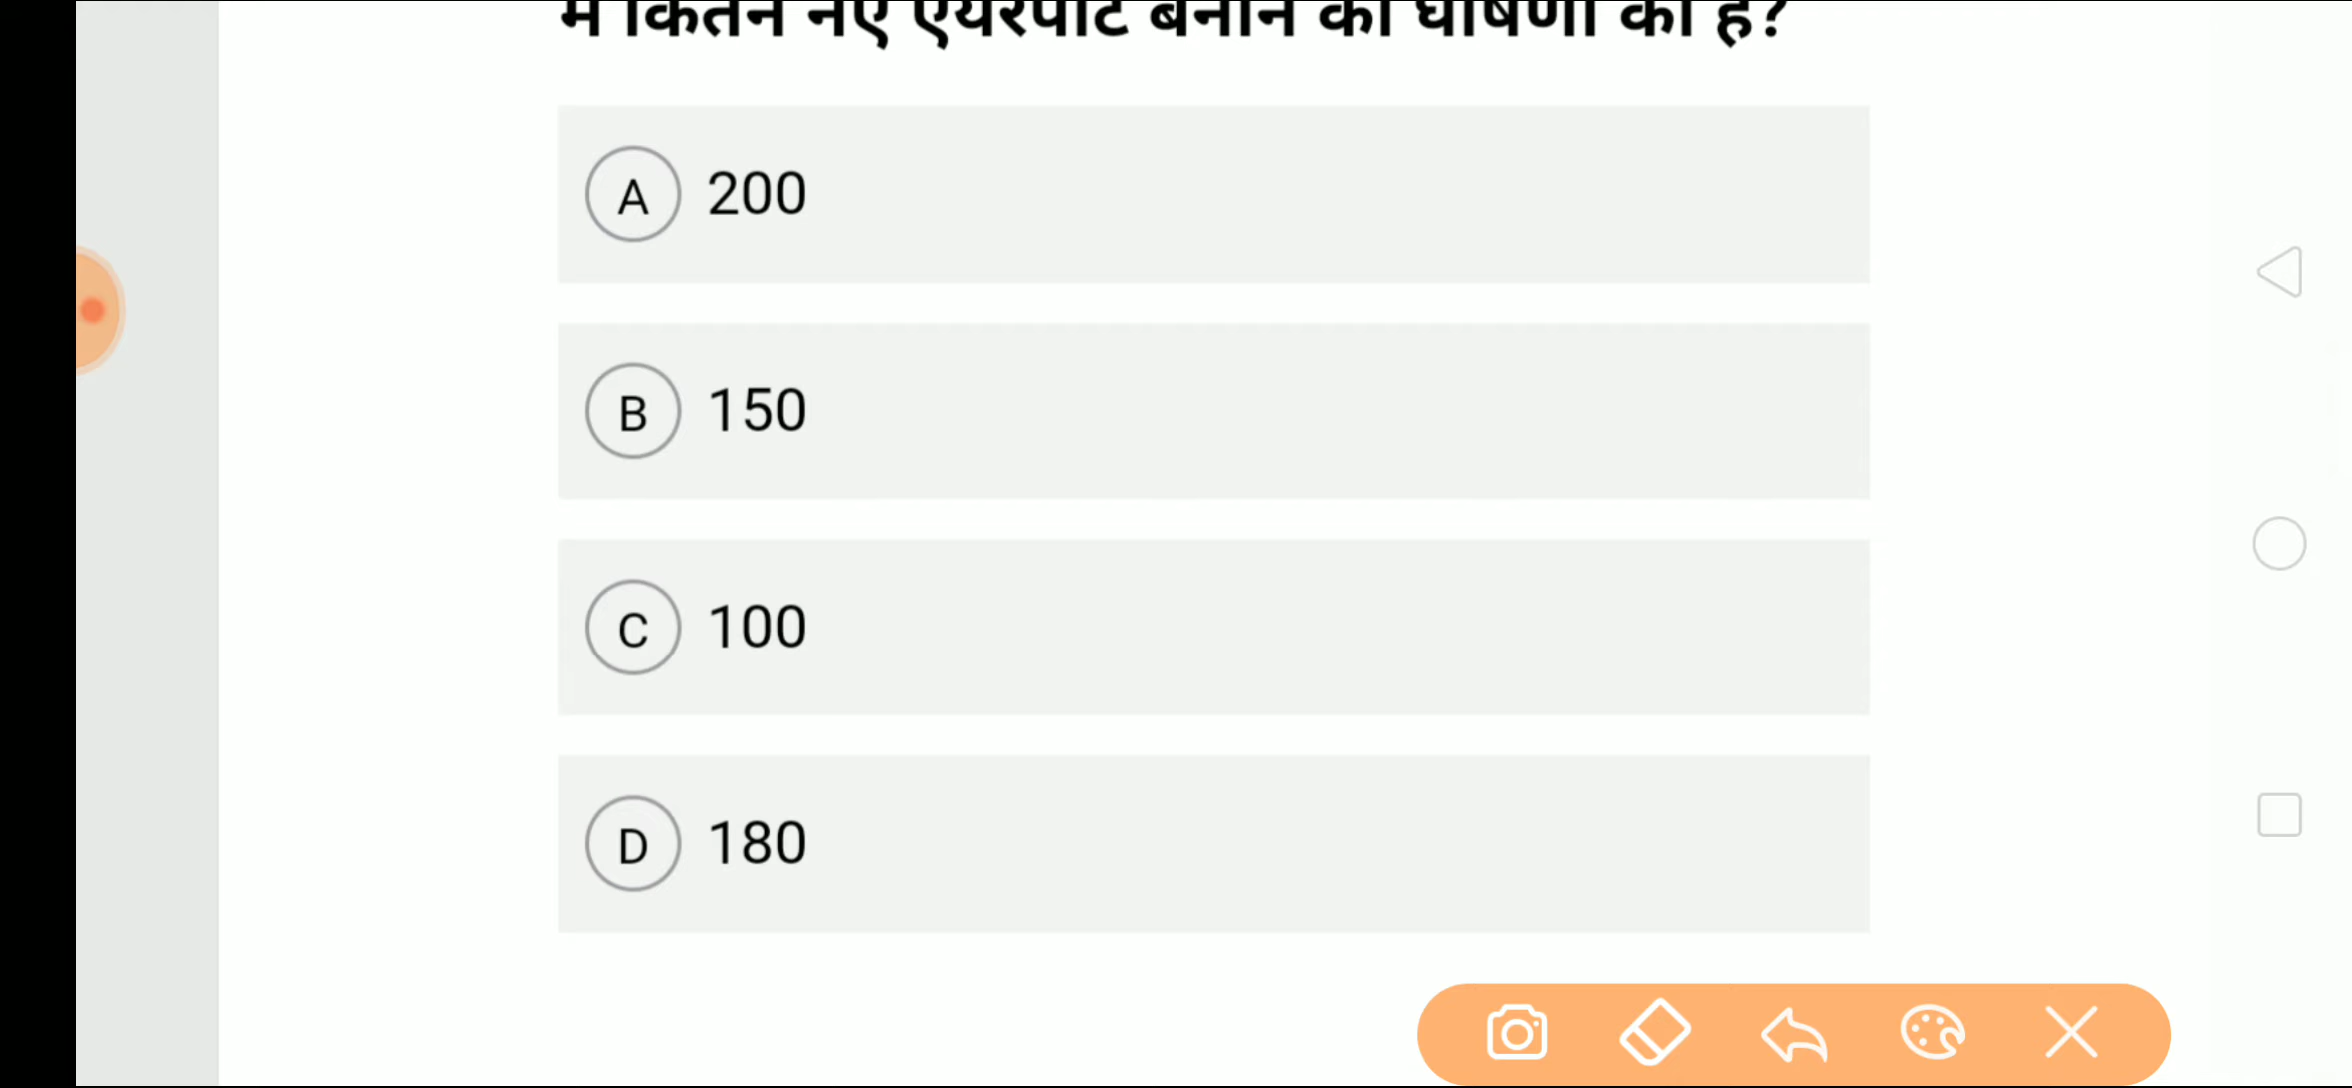 में कितने नए एयरपोर्ट बनाने की घोषणा की है?
A 200
B 150
C 100
D 180